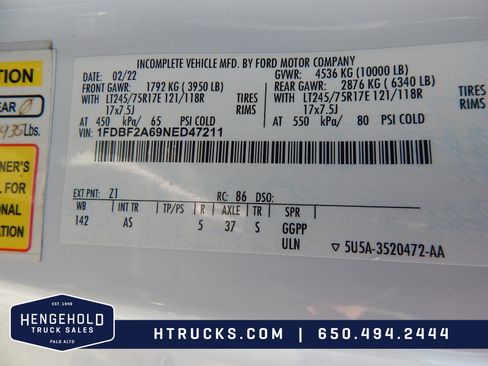 INCOMPLETE VEHICLE MFD. BY FORD MOTOR COMPANY
DATE: 02/22 GVWR: 4536 KG (10000 LB)
FRONT GAWR: 1792 KG ( 3950 LB) REAR GAWR: 2876 KG ( 6340 LB)
WITH LT245/75R17E 121/118R TIRES WITH LT245/75R17E 121/118R TIRES
17x7.5J RIMS 17x7.5J RIMS
AT 450 kPa/ 65 PSI COLD AT 550 kPa/ 80 PSI COLD
VIN: 1FDBF2A69NED47211
EXT PNT: Z1 RC: 86 DSO:
WB INT TR TP/PS R AXLE TR SPR
142 AS 5 37 S GGPP
ULN ▽ 5U5A-3520472-AA
TION
EAR 0
Lbs.
NER'S
L FOR
ONAL
ATION
EST. 1948
HENGEHOLD
TRUCK SALES
PALO ALTO
HTRUCKS.COM | 650.494.2444